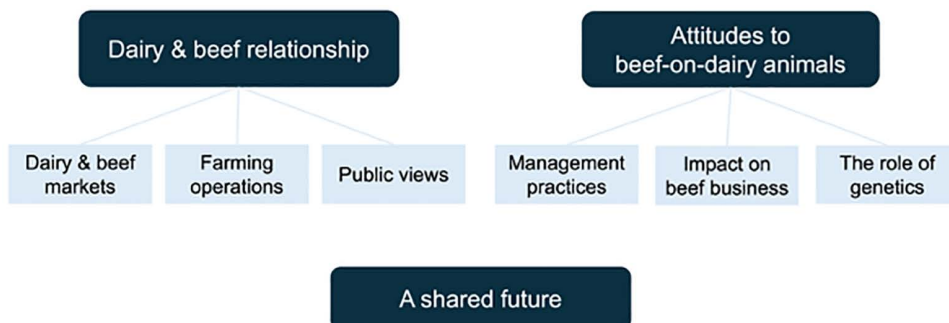 Dairy & beef relationship
Attitudes to
beef-on-dairy animals
Dairy & beef
markets
Farming
operations
Public views
Management
practices
Impact on
beef business
The role of
genetics
A shared future